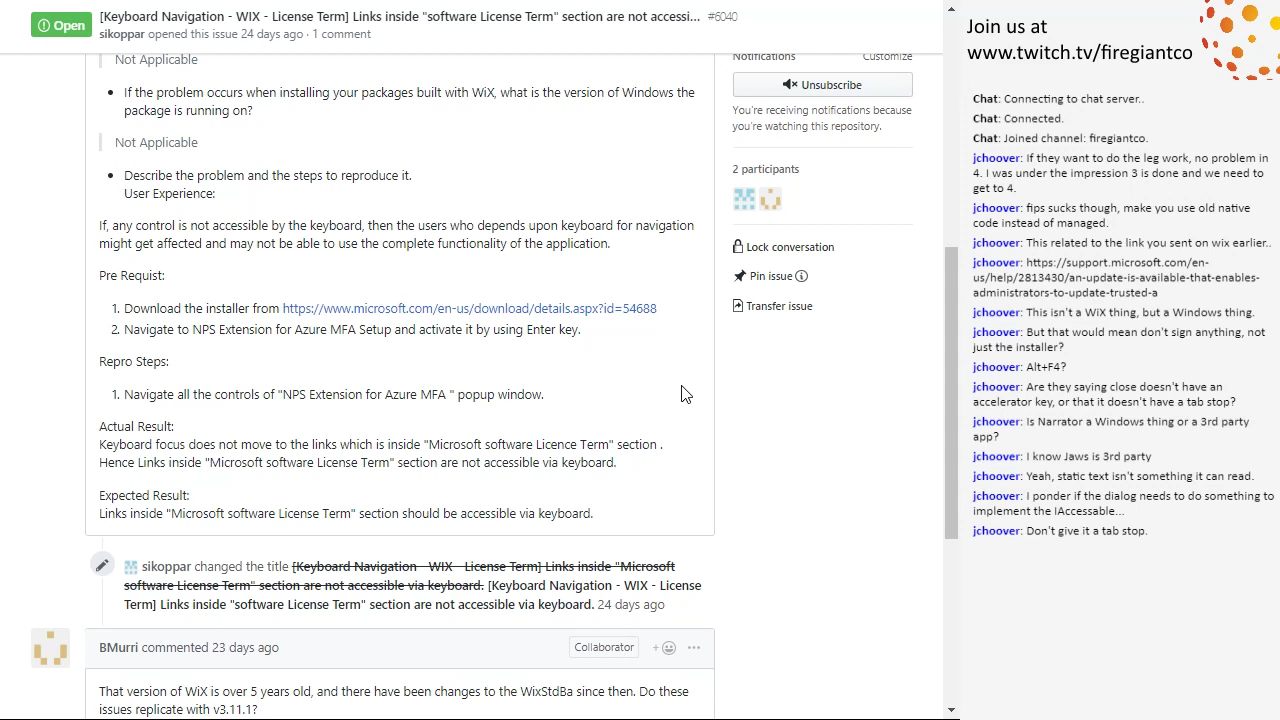 Open
[Keyboard Navigation - WIX - License Term] Links inside "software License Term" section are not accessi... #6040
sikoppar opened this issue 24 days ago · 1 comment
Not Applicable
• If the problem occurs when installing your packages built with WiX, what is the version of Windows the
package is running on?
Not Applicable
• Describe the problem and the steps to reproduce it.
User Experience:
If, any control is not accessible by the keyboard, then the users who depends upon keyboard for navigation
might get affected and may not be able to use the complete functionality of the application.
Pre Requist:
1. Download the installer from https://www.microsoft.com/en-us/download/details.aspx?id=54688
2. Navigate to NPS Extension for Azure MFA Setup and activate it by using Enter key.
Repro Steps:
1. Navigate all the controls of "NPS Extension for Azure MFA " popup window.
Actual Result:
Keyboard focus does not move to the links which is inside "Microsoft software Licence Term" section .
Hence Links inside "Microsoft software License Term" section are not accessible via keyboard.
Expected Result:
Links inside "Microsoft software License Term" section should be accessible via keyboard.
sikoppar changed the title [Keyboard Navigation - WIX - License Term] Links inside "Microsoft
software License Term" section are not accessible via keyboard. [Keyboard Navigation - WIX - License
Term] Links inside "software License Term" section are not accessible via keyboard. 24 days ago
BMurri commented 23 days ago
Collaborator
That version of WiX is over 5 years old, and there have been changes to the WixStdBa since then. Do these
issues replicate with v3.11.1?
Notifications Customize
Unsubscribe
You're receiving notifications because
you're watching this repository.
2 participants
Lock conversation
Pin issue
Transfer issue
Join us at
www.twitch.tv/firegiantco
Chat: Connecting to chat server..
Chat: Connected.
Chat: Joined channel: firegiantco.
jchoover: If they want to do the leg work, no problem in
4. I was under the impression 3 is done and we need to
get to 4.
jchoover: fips sucks though, make you use old native
code instead of managed.
jchoover: This related to the link you sent on wix earlier..
jchoover: https://support.microsoft.com/en-
us/help/2813430/an-update-is-available-that-enables-
administrators-to-update-trusted-a
jchoover: This isn't a WiX thing, but a Windows thing.
jchoover: But that would mean don't sign anything, not
just the installer?
jchoover: Alt+F4?
jchoover: Are they saying close doesn't have an
accelerator key, or that it doesn't have a tab stop?
jchoover: Is Narrator a Windows thing or a 3rd party
app?
jchoover: I know Jaws is 3rd party
jchoover: Yeah, static text isn't something it can read.
jchoover: I ponder if the dialog needs to do something to
implement the IAccessable...
jchoover: Don't give it a tab stop.